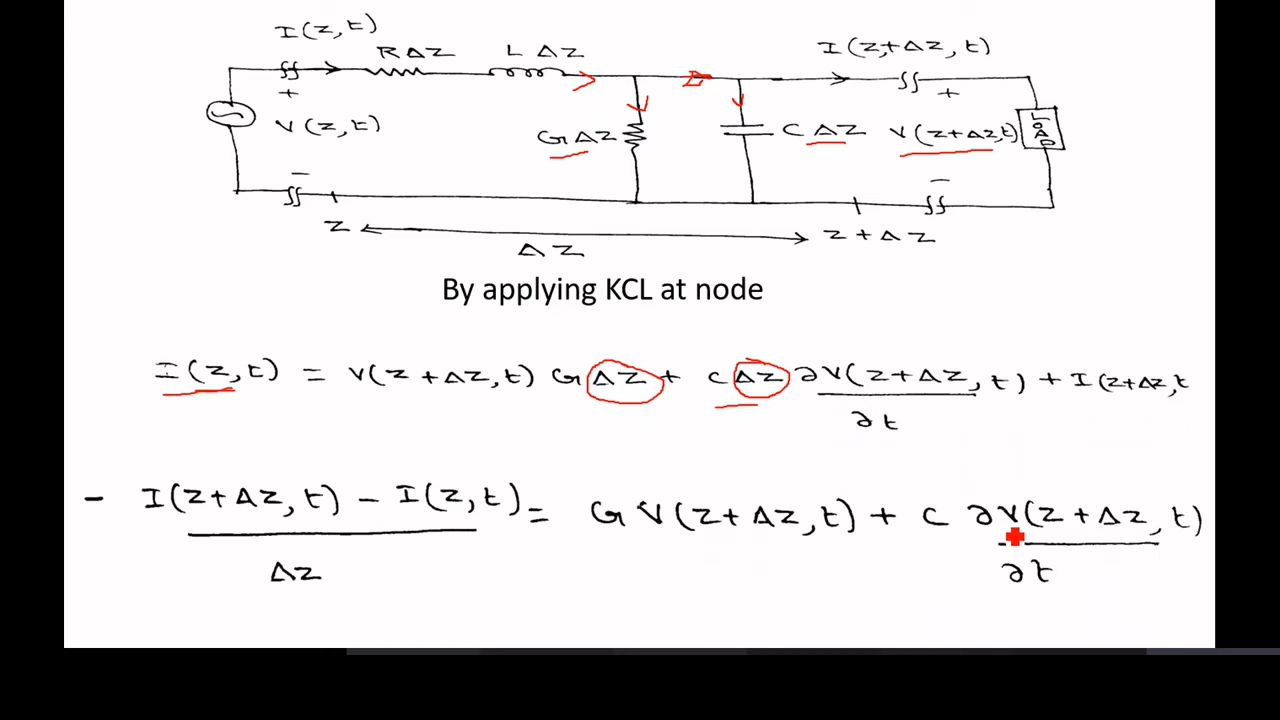 I(z,t)
RΔz
LΔz
I(z+Δz,t)
+
V(z,t)
-
GΔz
CΔz
+
V(z+Δz,t)
-
LOAD
z
Δz
z+Δz
By applying KCL at node
I(z,t) = V(z+Δz,t) GΔz + CΔz ∂V(z+Δz,t) + I(z+Δz,t
∂t
- I(z+Δz,t) - I(z,t) = G V(z+Δz,t) + C ∂V(z+Δz,t)
Δz ∂t